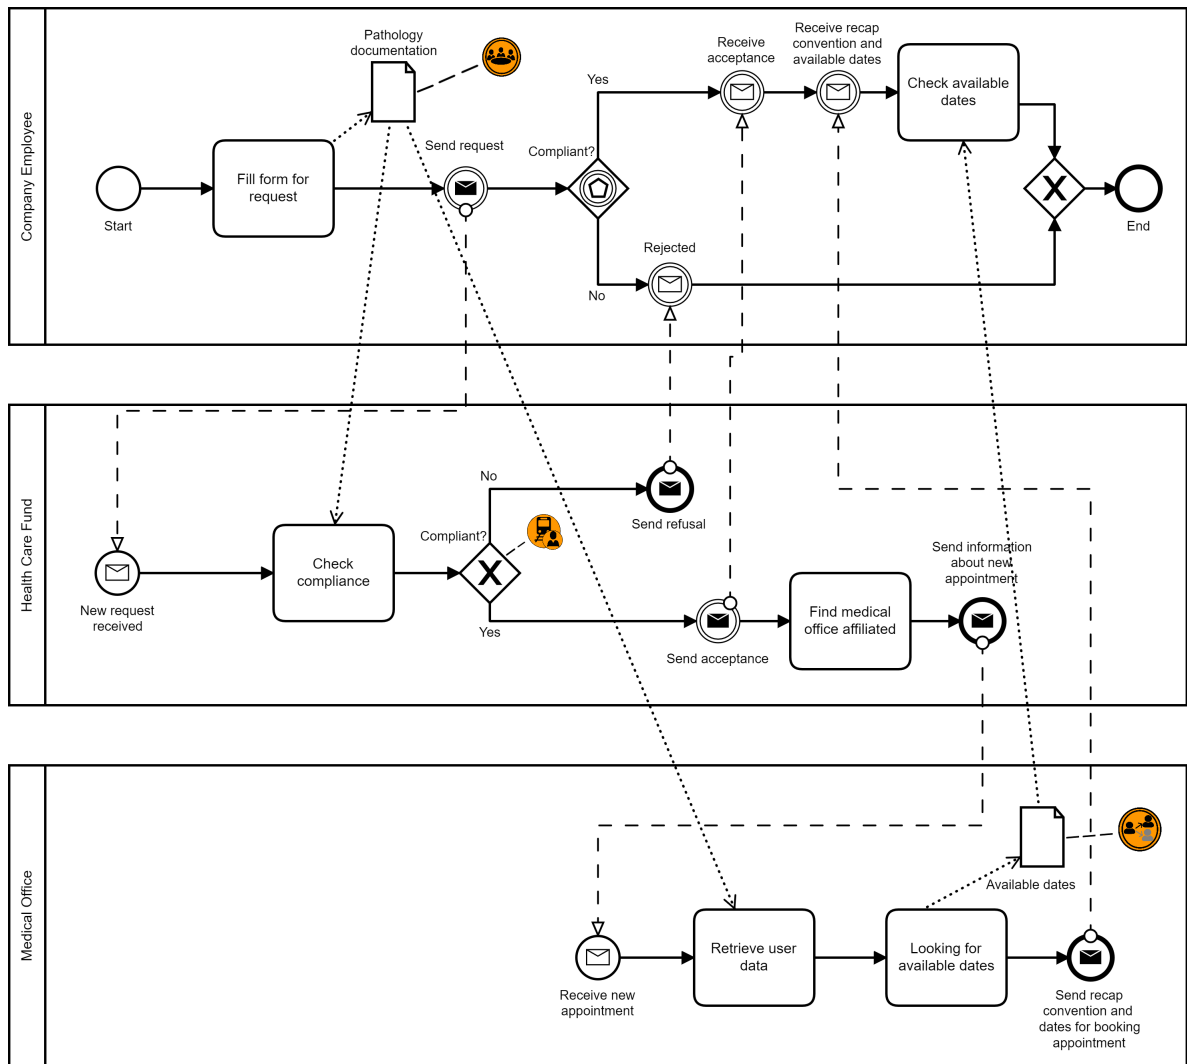 Company Employee
Pathology
documentation
Start
Fill form for
request
Send request
Compliant?
Yes
No
Receive
acceptance
Receive recap
convention and
available dates
Check available
dates
Rejected
X
End
Health Care Fund
New request
received
Check
compliance
Compliant?
X
No
Yes
Send refusal
Send acceptance
Find medical
office affiliated
Send information
about new
appointment
Medical Office
Receive new
appointment
Retrieve user
data
Looking for
available dates
Available dates
Send recap
convention and
dates for booking
appointment